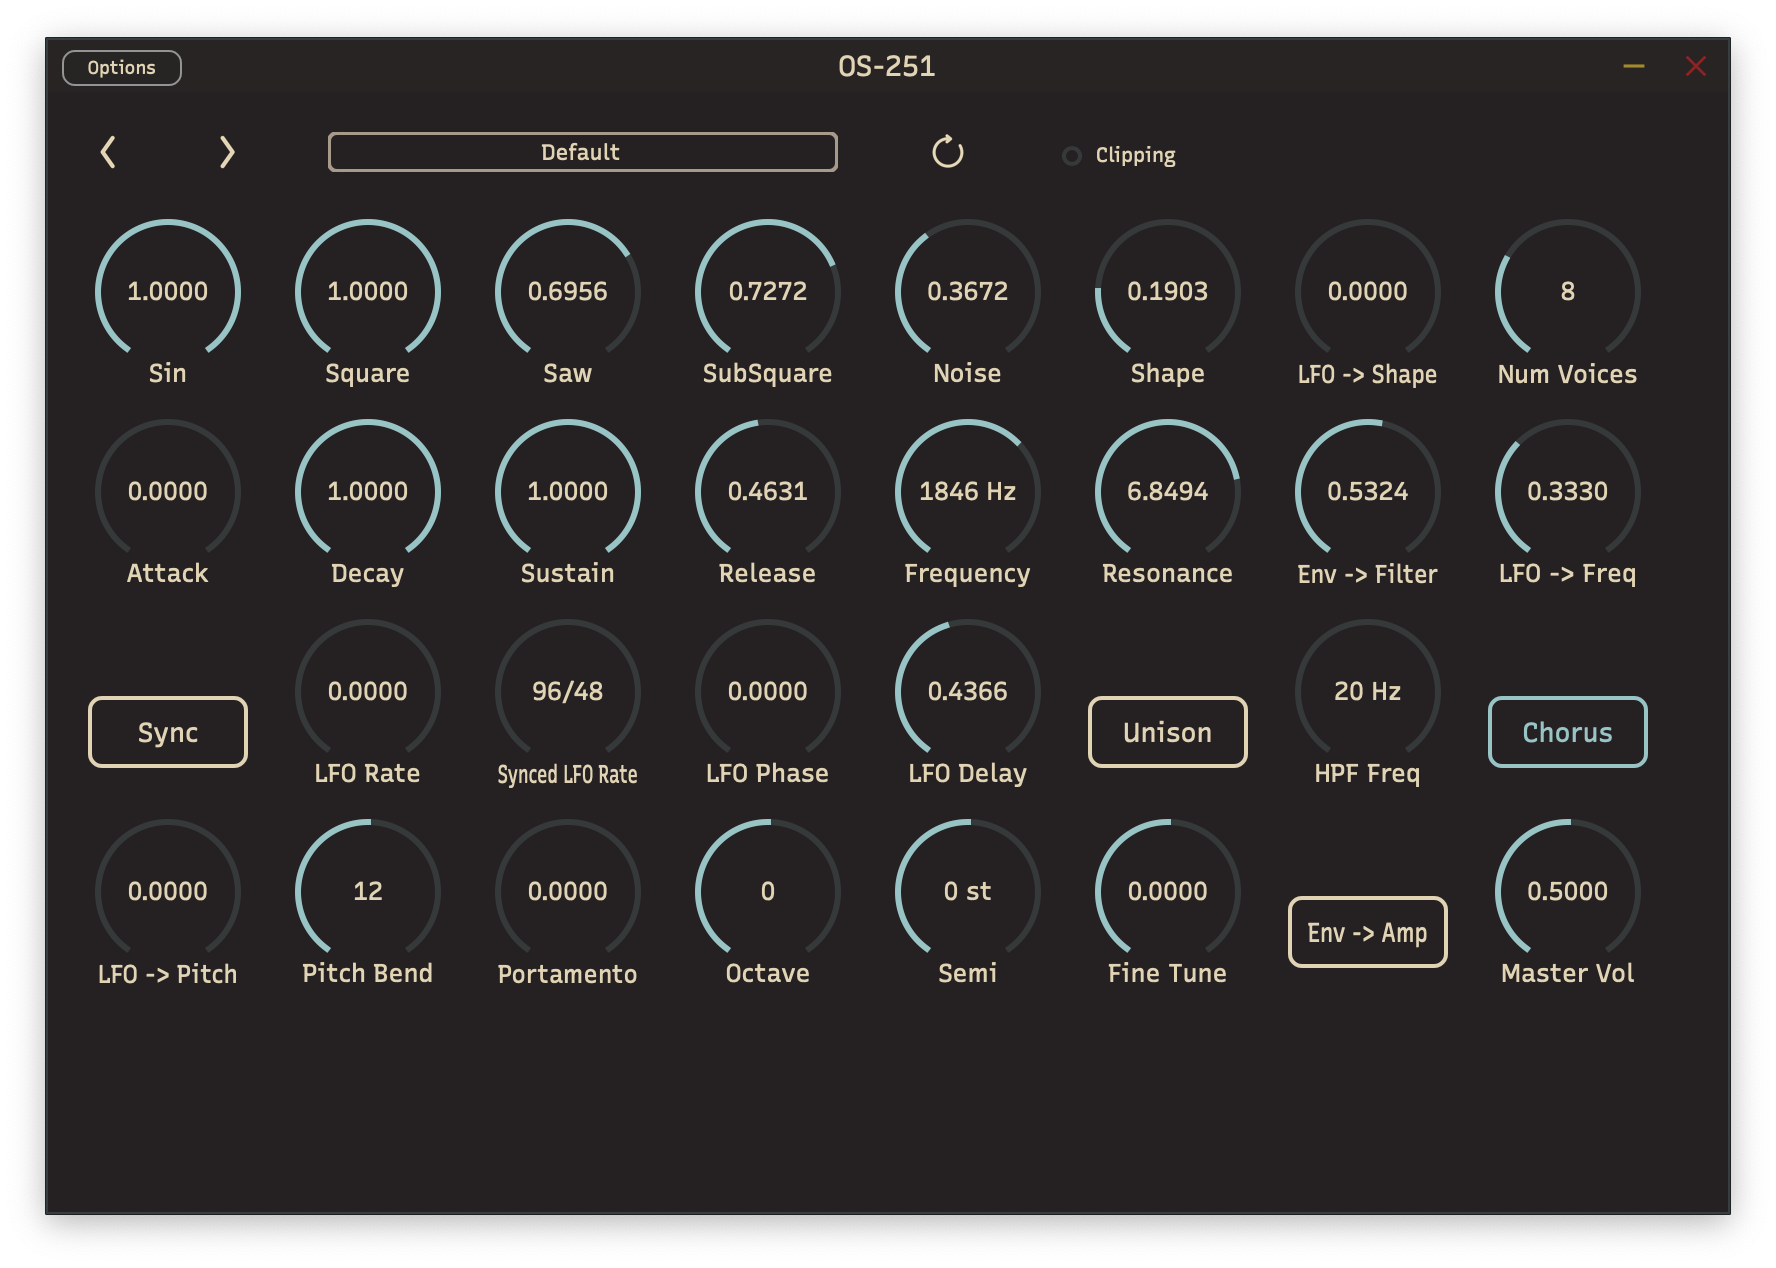 Options
OS-251
Default
Clipping
1.0000 1.0000 0.6956 0.7272 0.3672 0.1903 0.0000 8
Sin Square Saw SubSquare Noise Shape LFO -> Shape Num Voices
0.0000 1.0000 1.0000 0.4631 1846 Hz 6.8494 0.5324 0.3330
Attack Decay Sustain Release Frequency Resonance Env -> Filter LFO -> Freq
0.0000 96/48 0.0000 0.4366 20 Hz
Sync Unison Chorus
LFO Rate Synced LFO Rate LFO Phase LFO Delay HPF Freq
0.0000 12 0.0000 0 0 st 0.0000 0.5000
Env -> Amp
LFO -> Pitch Pitch Bend Portamento Octave Semi Fine Tune Master Vol